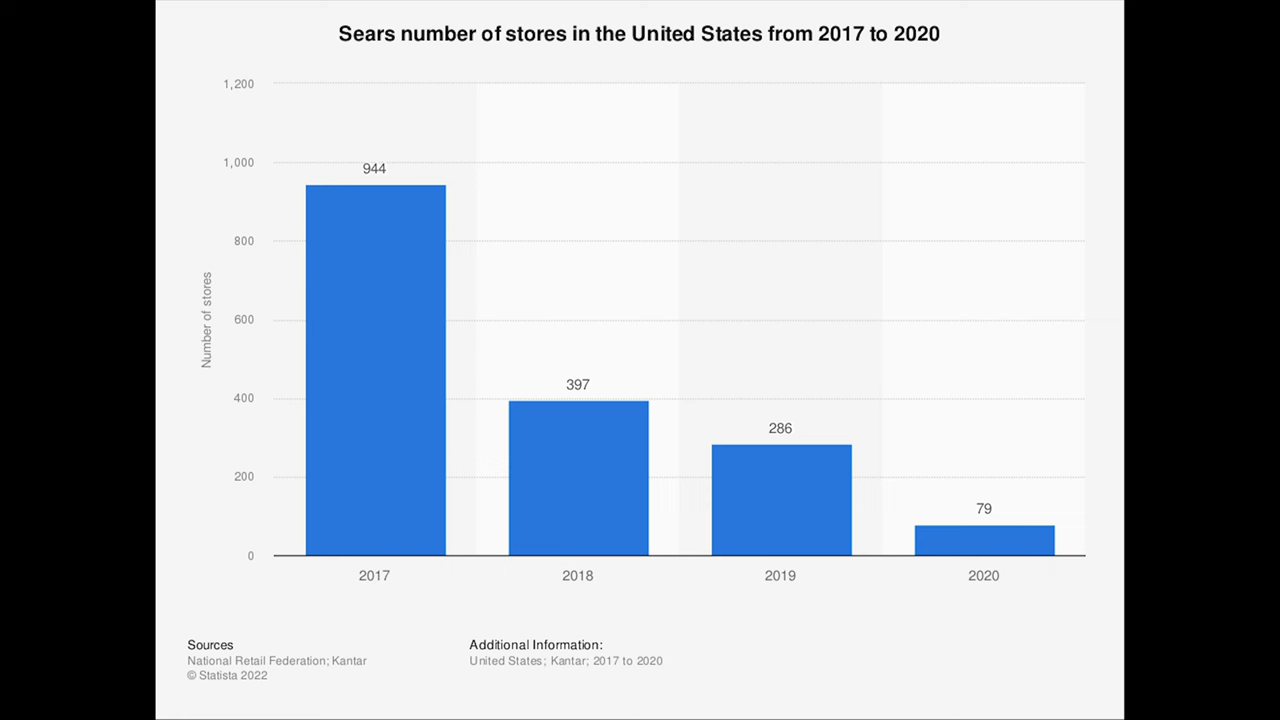 Sears number of stores in the United States from 2017 to 2020
1,200
1,000
800
600
400
200
0
Number of stores
944
397
286
79
2017
2018
2019
2020
Sources
National Retail Federation; Kantar
© Statista 2022
Additional Information:
United States; Kantar; 2017 to 2020